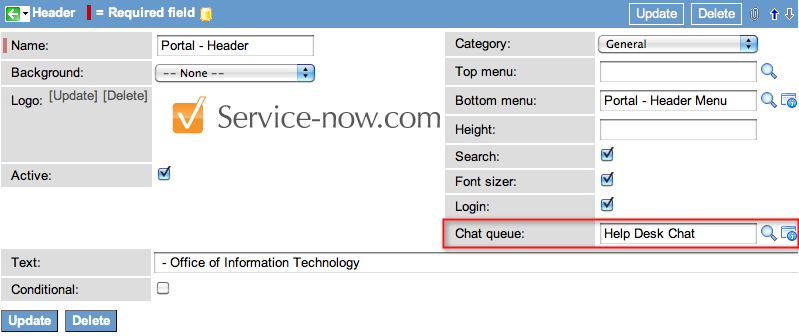 Header = Required field Update Delete
Name: Portal - Header
Category: General
Background: -- None --
Top menu:
Logo: [Update] [Delete]
Service-now.com
Bottom menu: Portal - Header Menu
Height:
Search:
Active:
Font sizer:
Login:
Chat queue: Help Desk Chat
Text: - Office of Information Technology
Conditional:
Update Delete